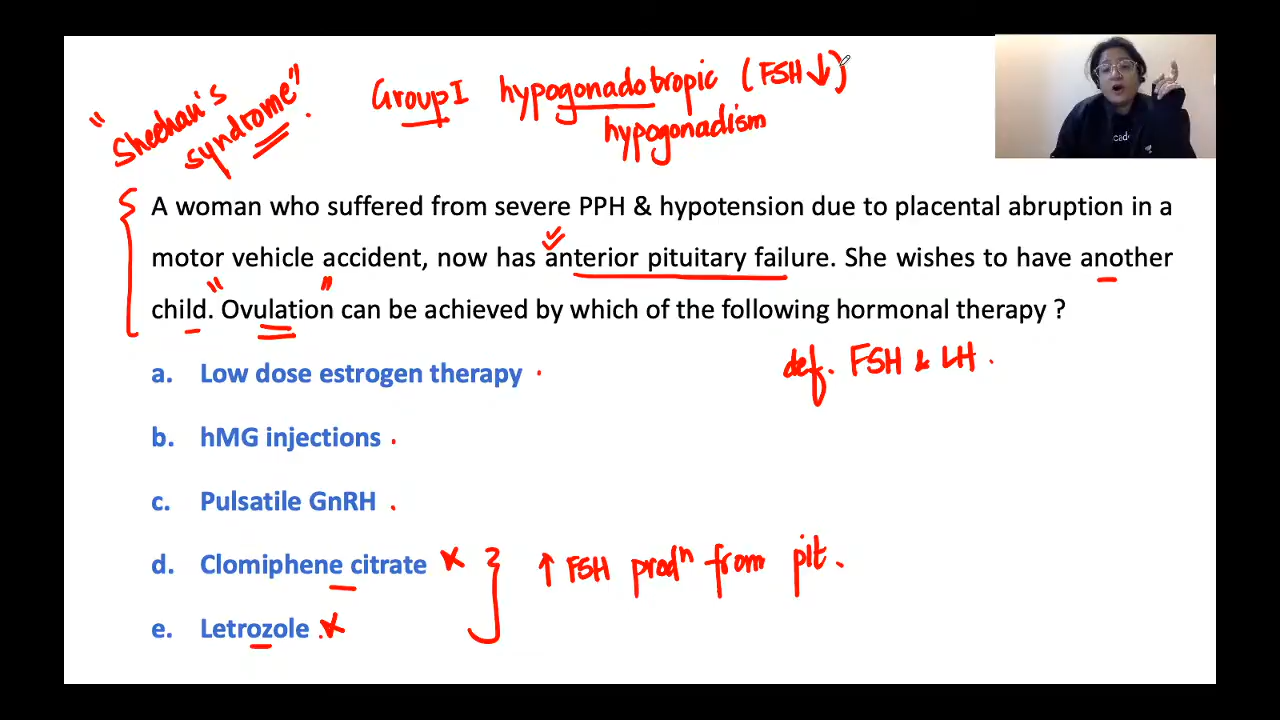 "Sheehan's
syndrome".
Group I hypogonadotropic (FSH↓)
hypogonadism
cade
A woman who suffered from severe PPH & hypotension due to placental abruption in a
motor vehicle accident, now has anterior pituitary failure. She wishes to have another
child. "Ovulation" can be achieved by which of the following hormonal therapy ?
def. FSH & LH.
a. Low dose estrogen therapy
b. hMG injections
c. Pulsatile GnRH
d. Clomiphene citrate
↑ FSH prodⁿ from pit.
e. Letrozole